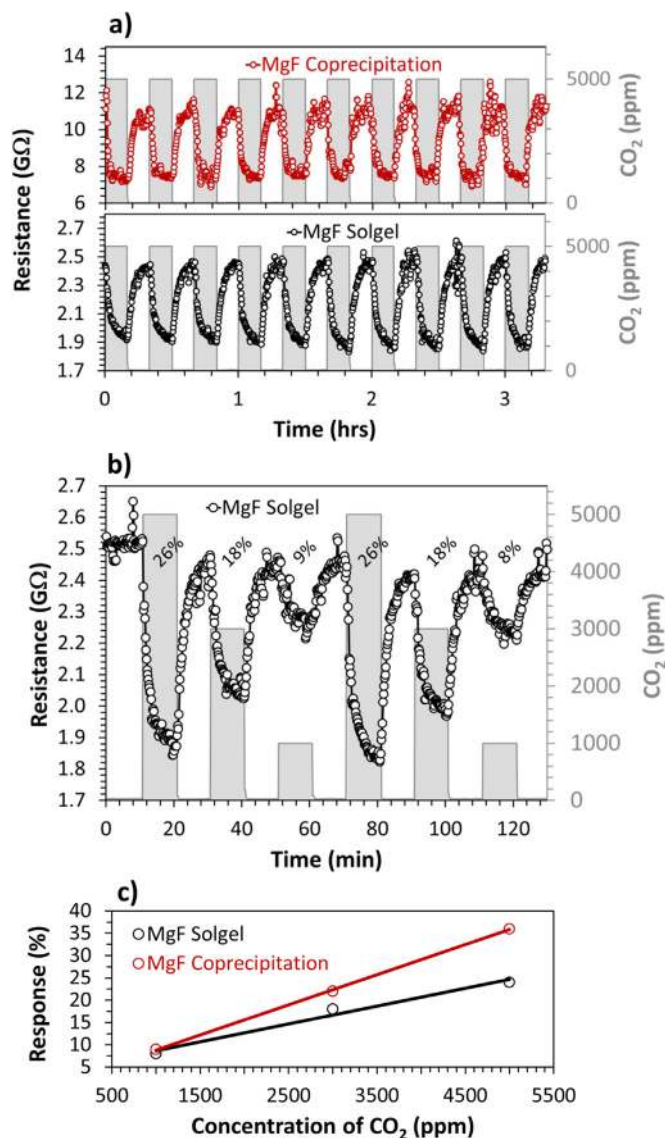 a)
14
12
10
8
6
MgF Coprecipitation
5000
0
CO₂ (ppm)
Resistance (GΩ)
2.7
2.5
2.3
2.1
1.9
1.7
MgF Solgel
5000
0
CO₂ (ppm)
0 1 2 3
Time (hrs)
b)
2.7
2.6
2.5
2.4
2.3
2.2
2.1
2.0
1.9
1.8
1.7
Resistance (GΩ)
MgF Solgel
26% 18% 9% 26% 18% 8%
5000
4000
3000
2000
1000
0
CO₂ (ppm)
0 20 40 60 80 100 120
Time (min)
c)
40
35
30
25
20
15
10
5
Response (%)
MgF Solgel
MgF Coprecipitation
500 1500 2500 3500 4500 5500
Concentration of CO₂ (ppm)